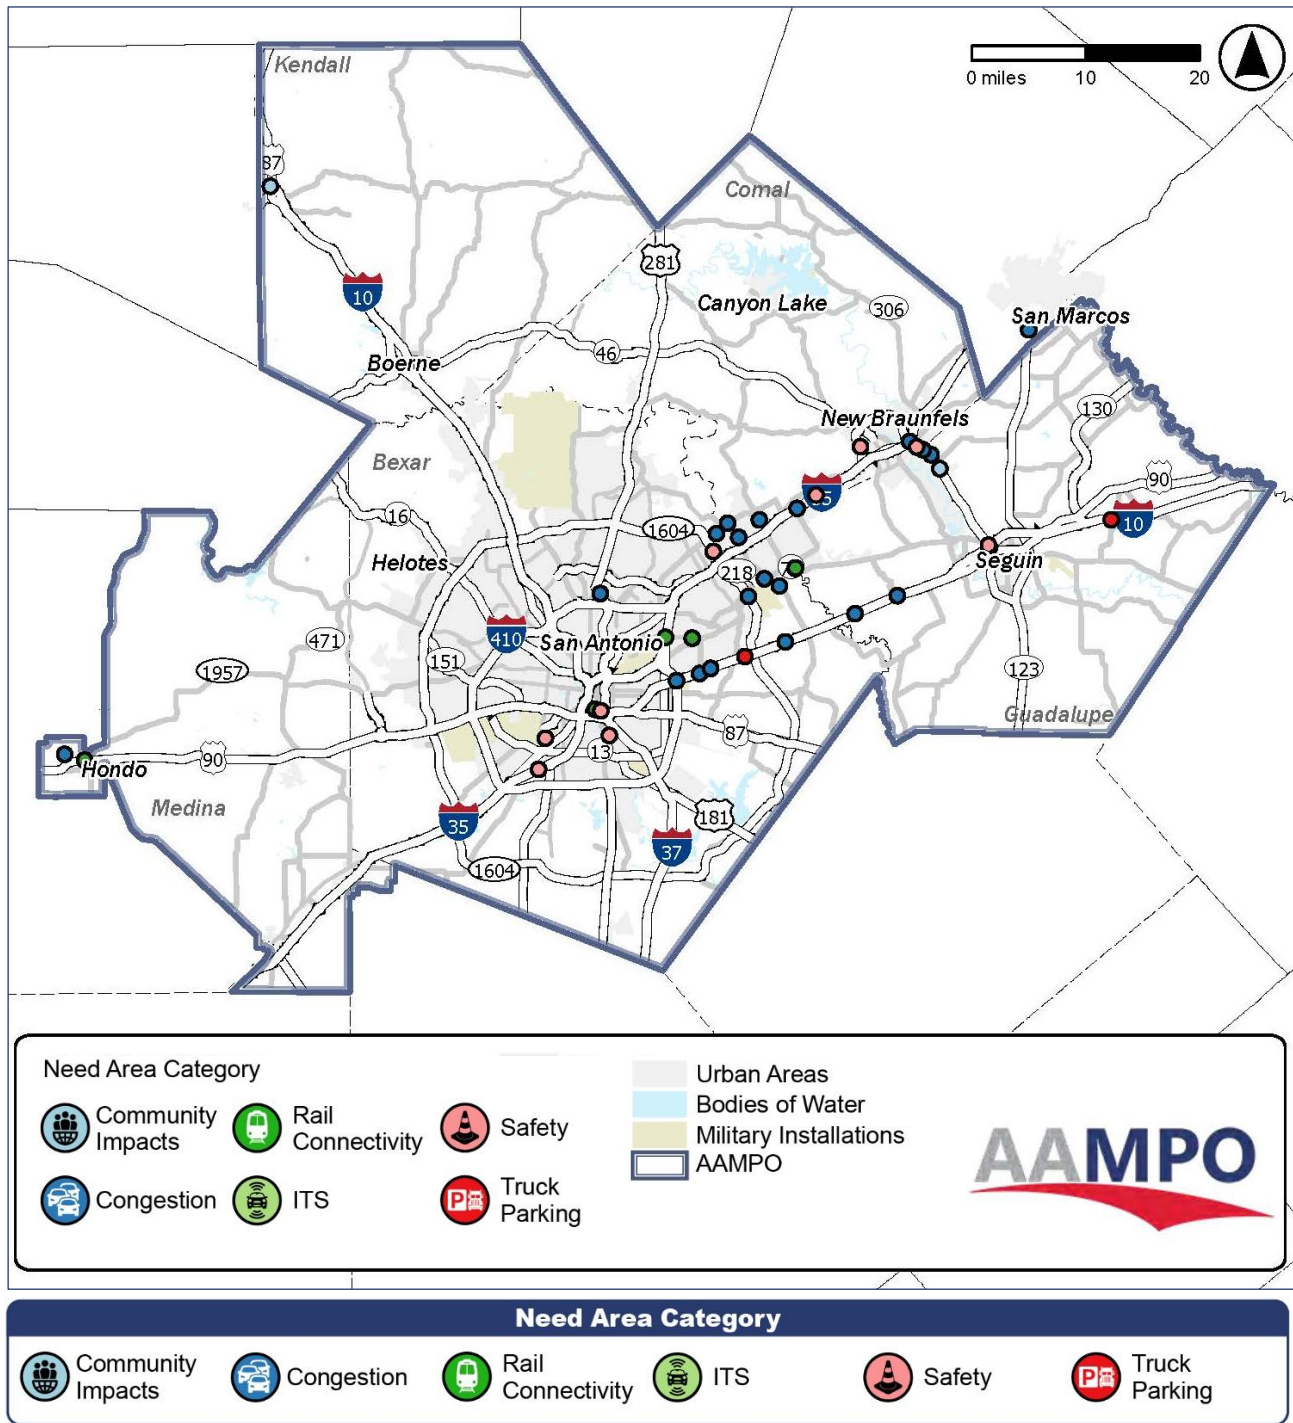 Kendall
0 miles
10
20
87
Comal
281
10
Canyon Lake
306
San Marcos
Boerne
46
130
New Braunfels
Bexar
90
35
16
1604
10
Helotes
218
Seguin
410
San Antonio
471
151
1957
123
Guadalupe
87
13
90
Hondo
Medina
181
35
37
1604
Need Area Category
Community
Impacts
Rail
Connectivity
Safety
Congestion
ITS
Truck
Parking
Urban Areas
Bodies of Water
Military Installations
AAMPO
AAMPO
Need Area Category
Community
Impacts
Congestion
Rail
Connectivity
ITS
Safety
Truck
Parking